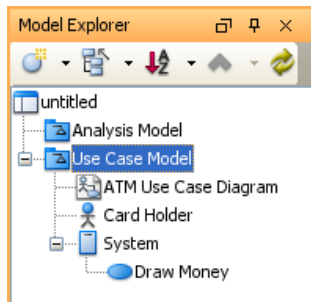 Model Explorer
untitled
Analysis Model
Use Case Model
ATM Use Case Diagram
Card Holder
System
Draw Money